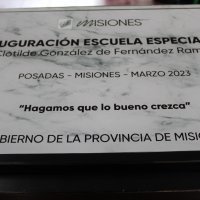 MISIONES
UGURACIÓN ESCUELA ESPECIA
Clotilde González de Fernández Ram
POSADAS - MISIONES - MARZO 2023
"Hagamos que lo bueno crezca"
BIERNO DE LA PROVINCIA DE MISIO